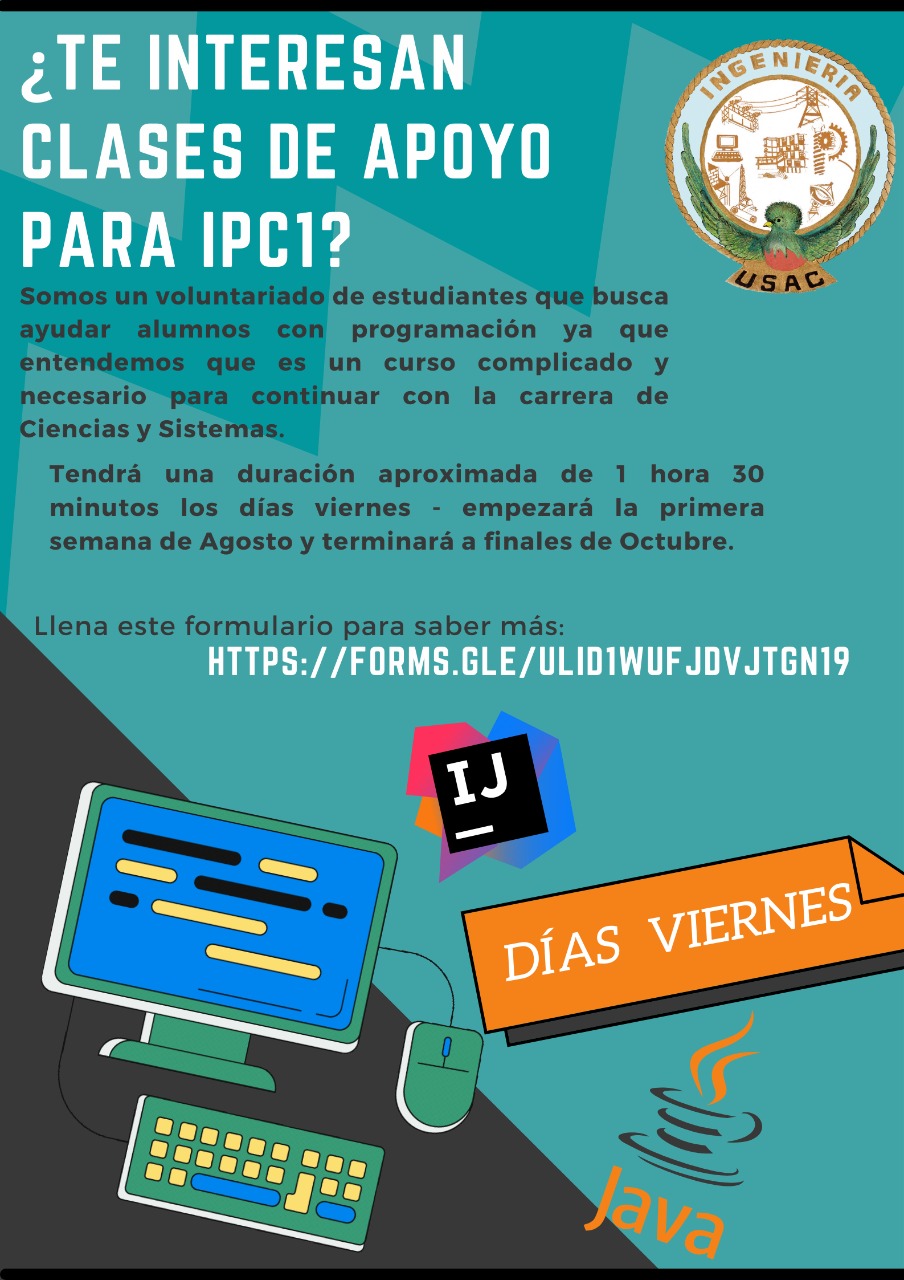 ¿TE INTERESAN
CLASES DE APOYO
PARA IPC1?
INGENIERIA
USAC
Somos un voluntariado de estudiantes que busca
ayudar alumnos con programación ya que
entendemos que es un curso complicado y
necesario para continuar con la carrera de
Ciencias y Sistemas.
Tendrá una duración aproximada de 1 hora 30
minutos los días viernes - empezará la primera
semana de Agosto y terminará a finales de Octubre.
Llena este formulario para saber más:
HTTPS://FORMS.GLE/ULID1WUFJDVJTGN19
IJ
DÍAS VIERNES
Java